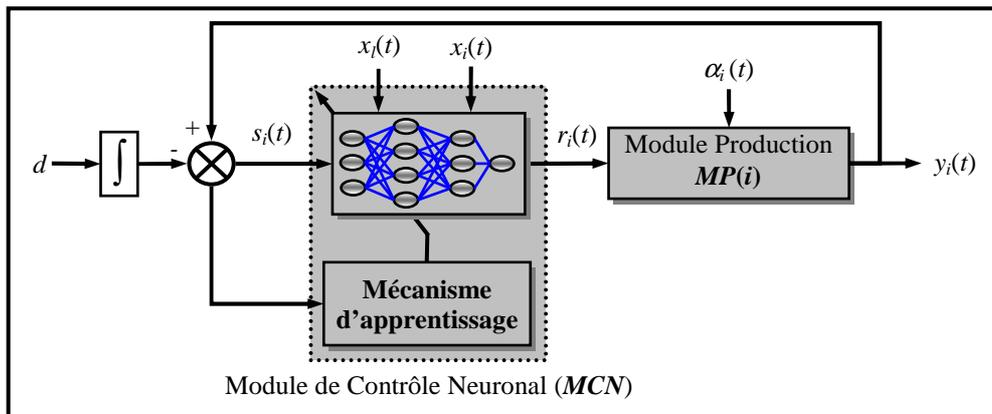 x_l(t)
x_i(t)
α_i(t)
+
-
s_i(t)
r_i(t)
d
∫
Module Production
MP(i)
y_i(t)
Mécanisme
d'apprentissage
Module de Contrôle Neuronal (MCN)